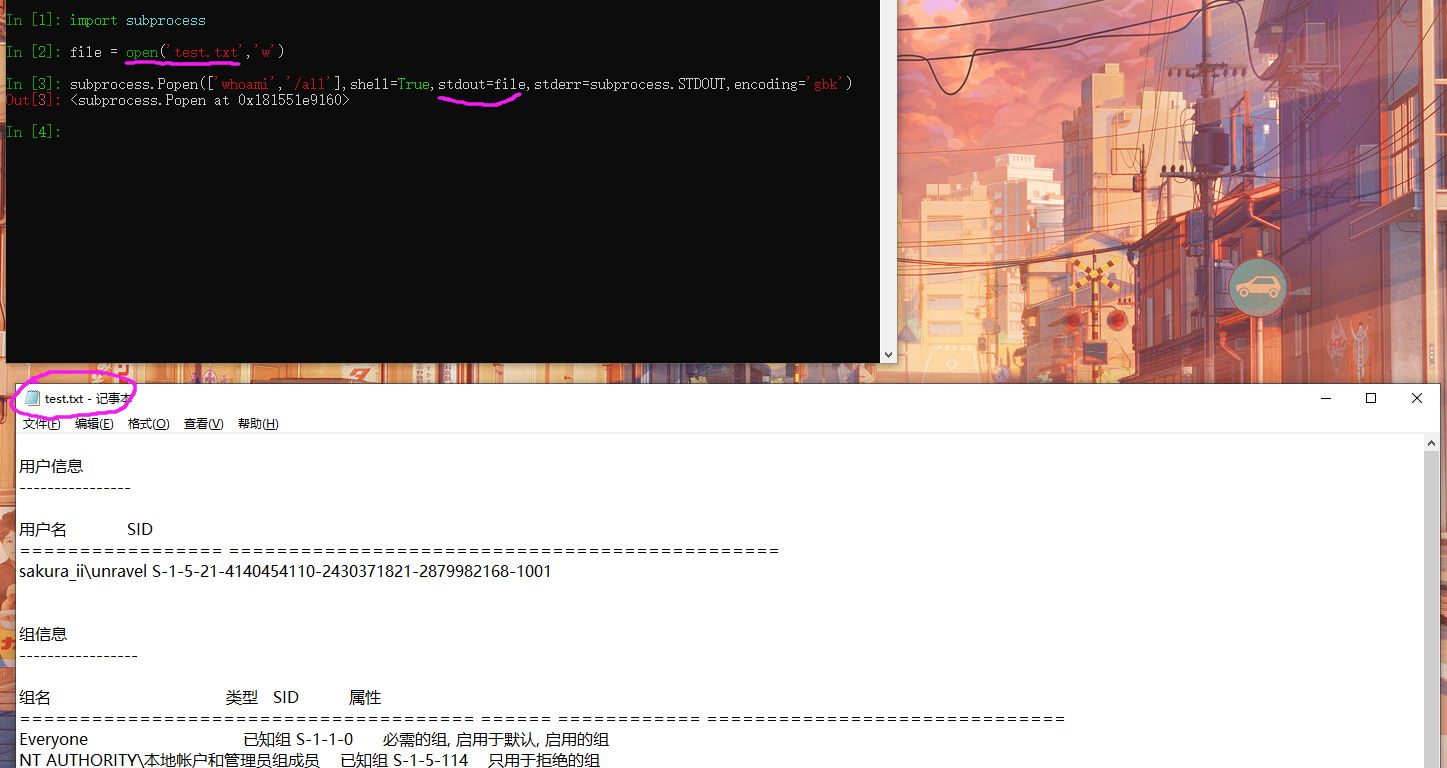 In [1]: import subprocess
In [2]: file = open('test.txt','w')
In [3]: subprocess.Popen(['whoami','/all'],shell=True,stdout=file,stderr=subprocess.STDOUT,encoding='gbk')
Out[3]: <subprocess.Popen at 0x181551e9160>
In [4]:
test.txt - 记事本
文件(F) 编辑(E) 格式(O) 查看(V) 帮助(H)
用户信息
----------------
用户名 SID
================= ==============================================
sakura_ii\unravel S-1-5-21-4140454110-2430371821-2879982168-1001
组信息
-----------------
组名 类型 SID 属性
====================================== ====== ============ ==============================
Everyone 已知组 S-1-1-0 必需的组, 启用于默认, 启用的组
NT AUTHORITY\本地帐户和管理员组成员 已知组 S-1-5-114 只用于拒绝的组